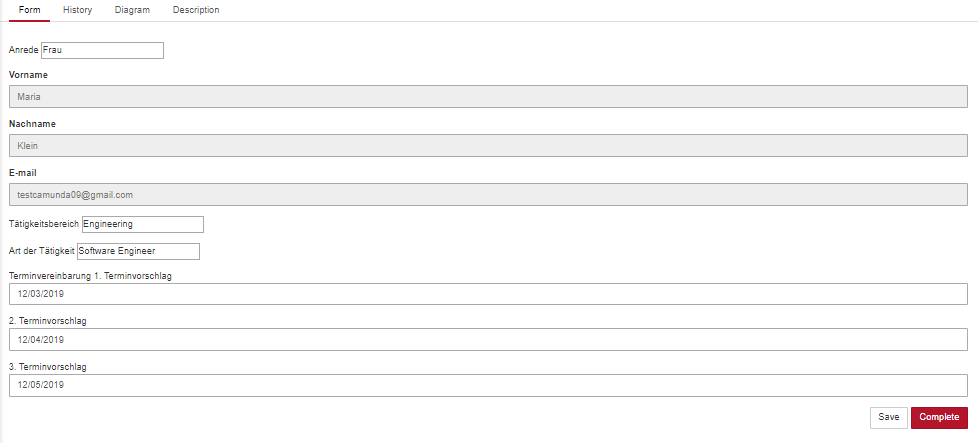 Form History Diagram Description
Anrede Frau
Vorname
Maria
Nachname
Klein
E-mail
testcamunda09@gmail.com
Tätigkeitsbereich Engineering
Art der Tätigkeit Software Engineer
Terminvereinbarung 1. Terminvorschlag
12/03/2019
2. Terminvorschlag
12/04/2019
3. Terminvorschlag
12/05/2019
Save Complete